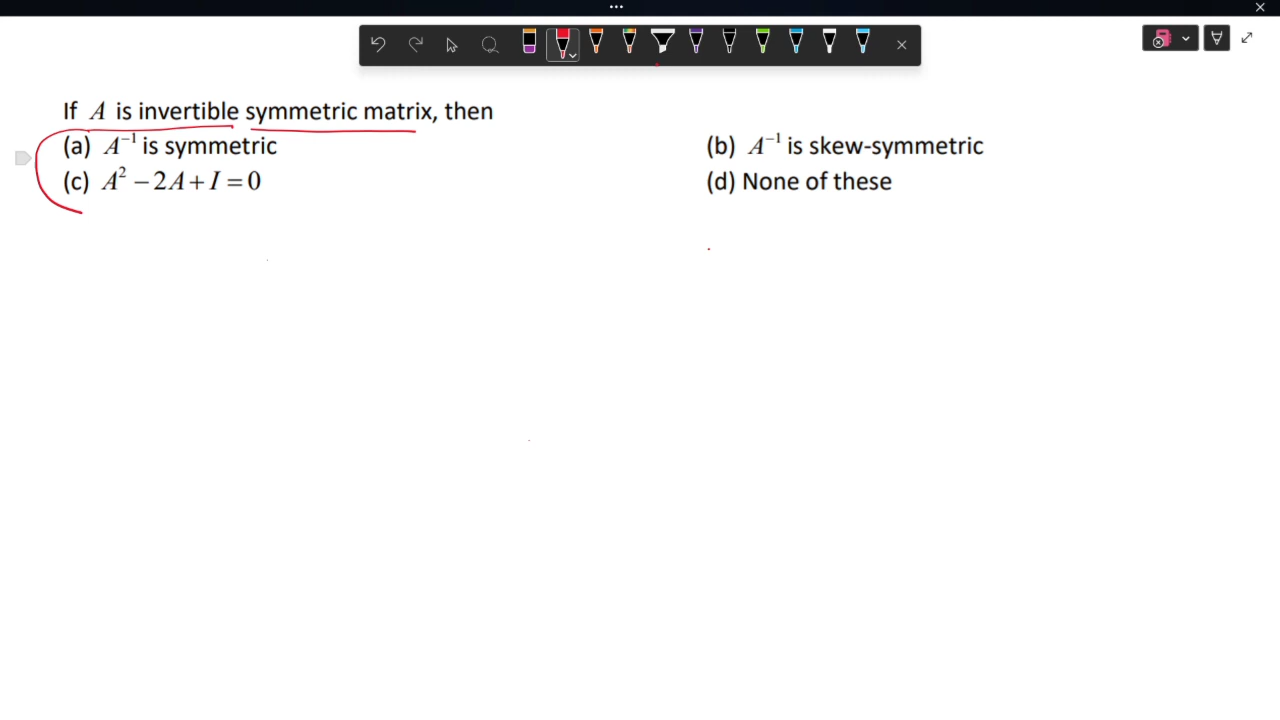 If A is invertible symmetric matrix, then
(a) A⁻¹ is symmetric (b) A⁻¹ is skew-symmetric
(c) A² − 2A + I = 0 (d) None of these